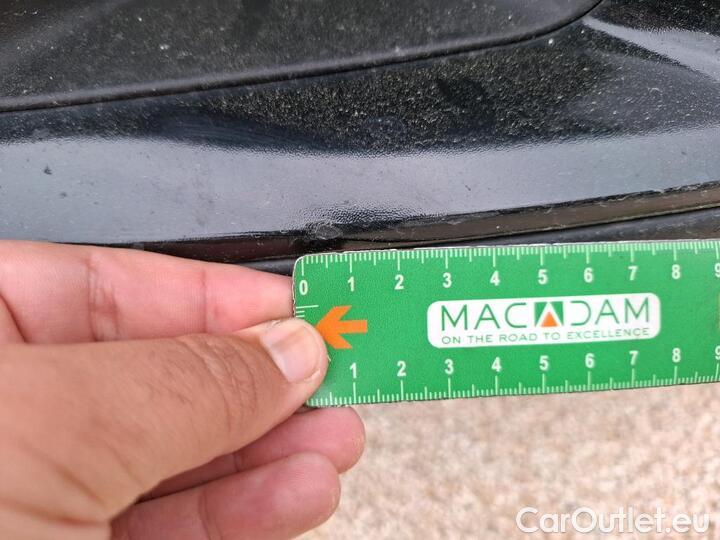 0 1 2 3 4 5 6 7 8 9
MACADAM
ON THE ROAD TO EXCELLENCE
1 2 3 4 5 6 7 8 9
CarOutlet.eu